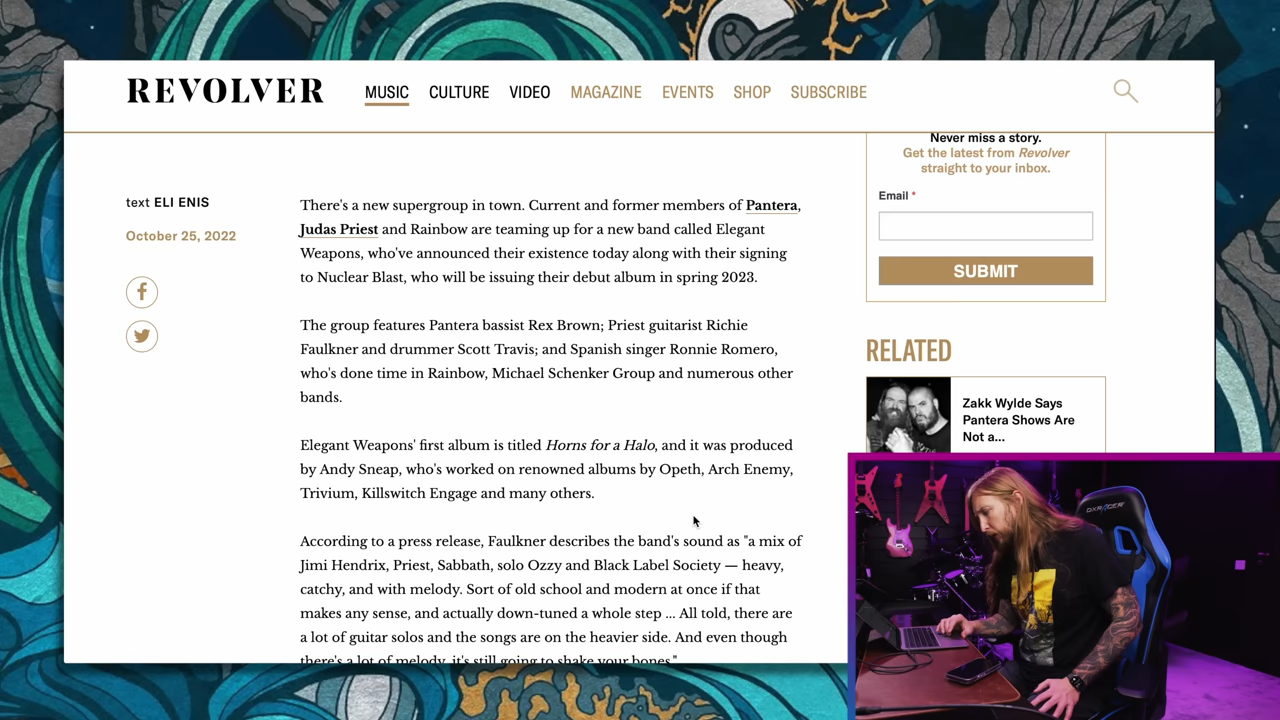 REVOLVER
MUSIC CULTURE VIDEO MAGAZINE EVENTS SHOP SUBSCRIBE
text ELI ENIS
October 25, 2022
There's a new supergroup in town. Current and former members of Pantera,
Judas Priest and Rainbow are teaming up for a new band called Elegant
Weapons, who've announced their existence today along with their signing
to Nuclear Blast, who will be issuing their debut album in spring 2023.
The group features Pantera bassist Rex Brown; Priest guitarist Richie
Faulkner and drummer Scott Travis; and Spanish singer Ronnie Romero,
who's done time in Rainbow, Michael Schenker Group and numerous other
bands.
Elegant Weapons' first album is titled Horns for a Halo, and it was produced
by Andy Sneap, who's worked on renowned albums by Opeth, Arch Enemy,
Trivium, Killswitch Engage and many others.
According to a press release, Faulkner describes the band's sound as "a mix of
Jimi Hendrix, Priest, Sabbath, solo Ozzy and Black Label Society — heavy,
catchy, and with melody. Sort of old school and modern at once if that
makes any sense, and actually down-tuned a whole step ... All told, there are
a lot of guitar solos and the songs are on the heavier side. And even though
there's a lot of melody, it's still going to shake your bones."
Never miss a story.
Get the latest from Revolver
straight to your inbox.
Email *
SUBMIT
RELATED
Zakk Wylde Says
Pantera Shows Are
Not a...
DXRACER